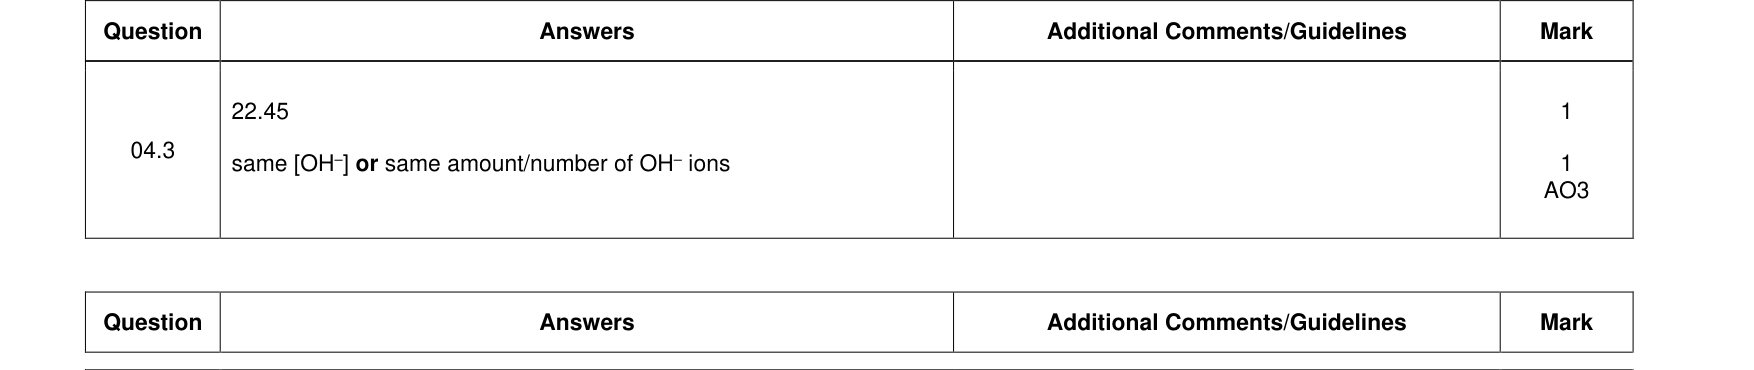 Question Answers Additional Comments/Guidelines Mark
22.45 1
04.3
same [OH⁻] or same amount/number of OH⁻ ions 1
AO3
Question Answers Additional Comments/Guidelines Mark